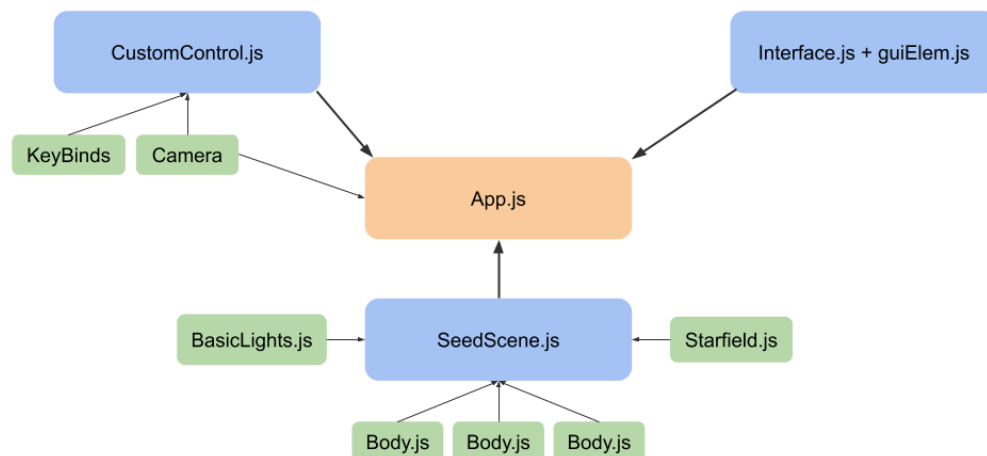 CustomControl.js
Interface.js + guiElem.js
KeyBinds
Camera
App.js
BasicLights.js
SeedScene.js
Starfield.js
Body.js
Body.js
Body.js